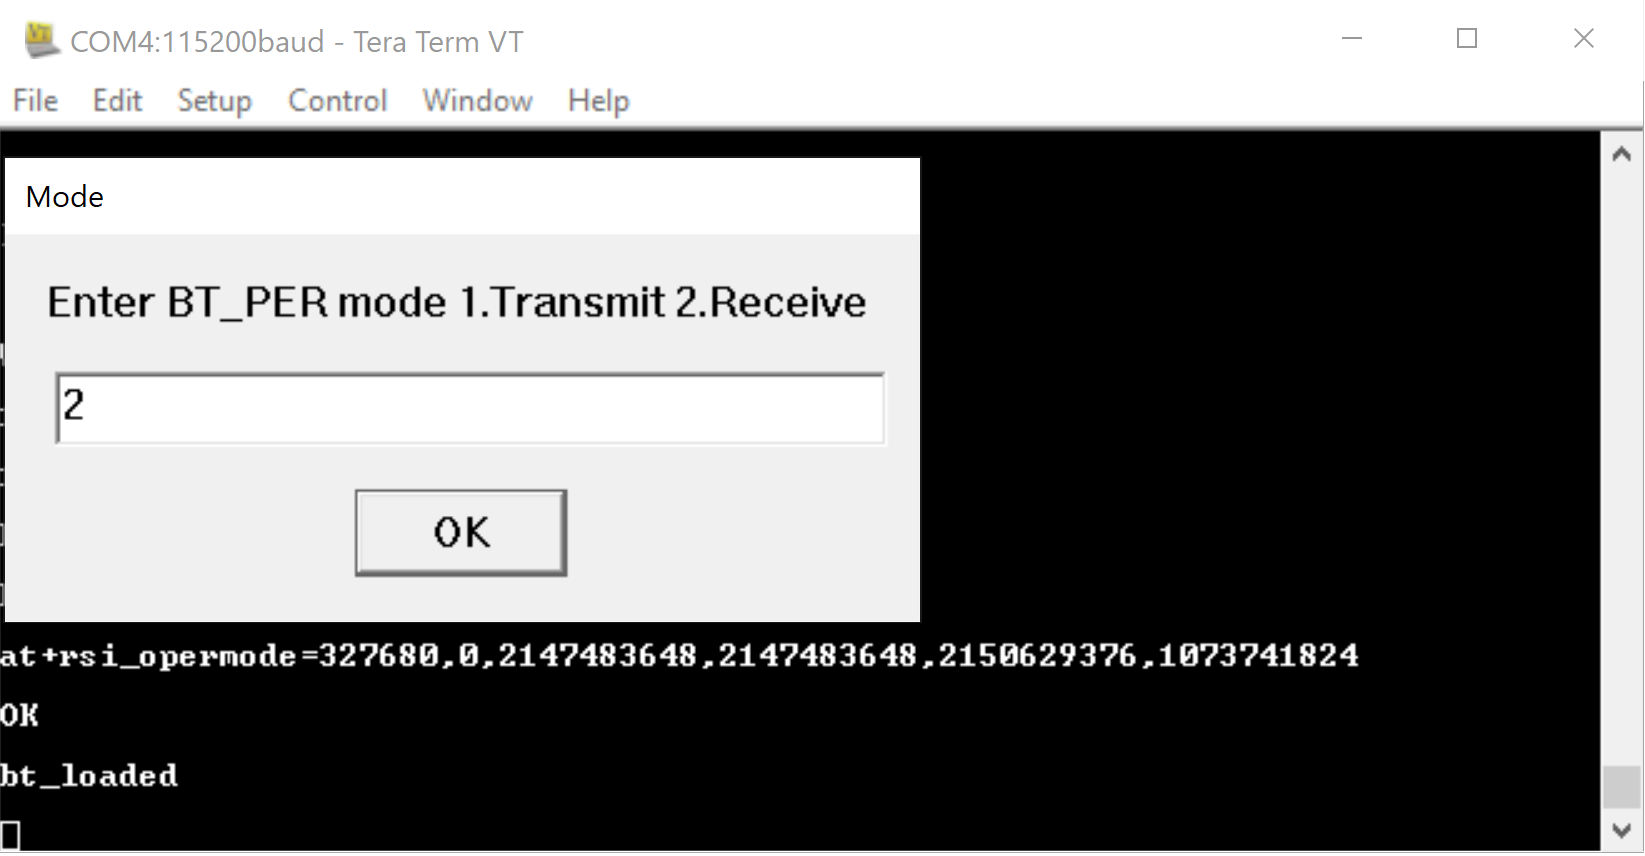 COM4:115200baud - Tera Term VT
File Edit Setup Control Window Help
Mode
Enter BT_PER mode 1.Transmit 2.Receive
2
OK
at+rsi_opermode=327680,0,2147483648,2147483648,2150629376,1073741824
OK
bt_loaded